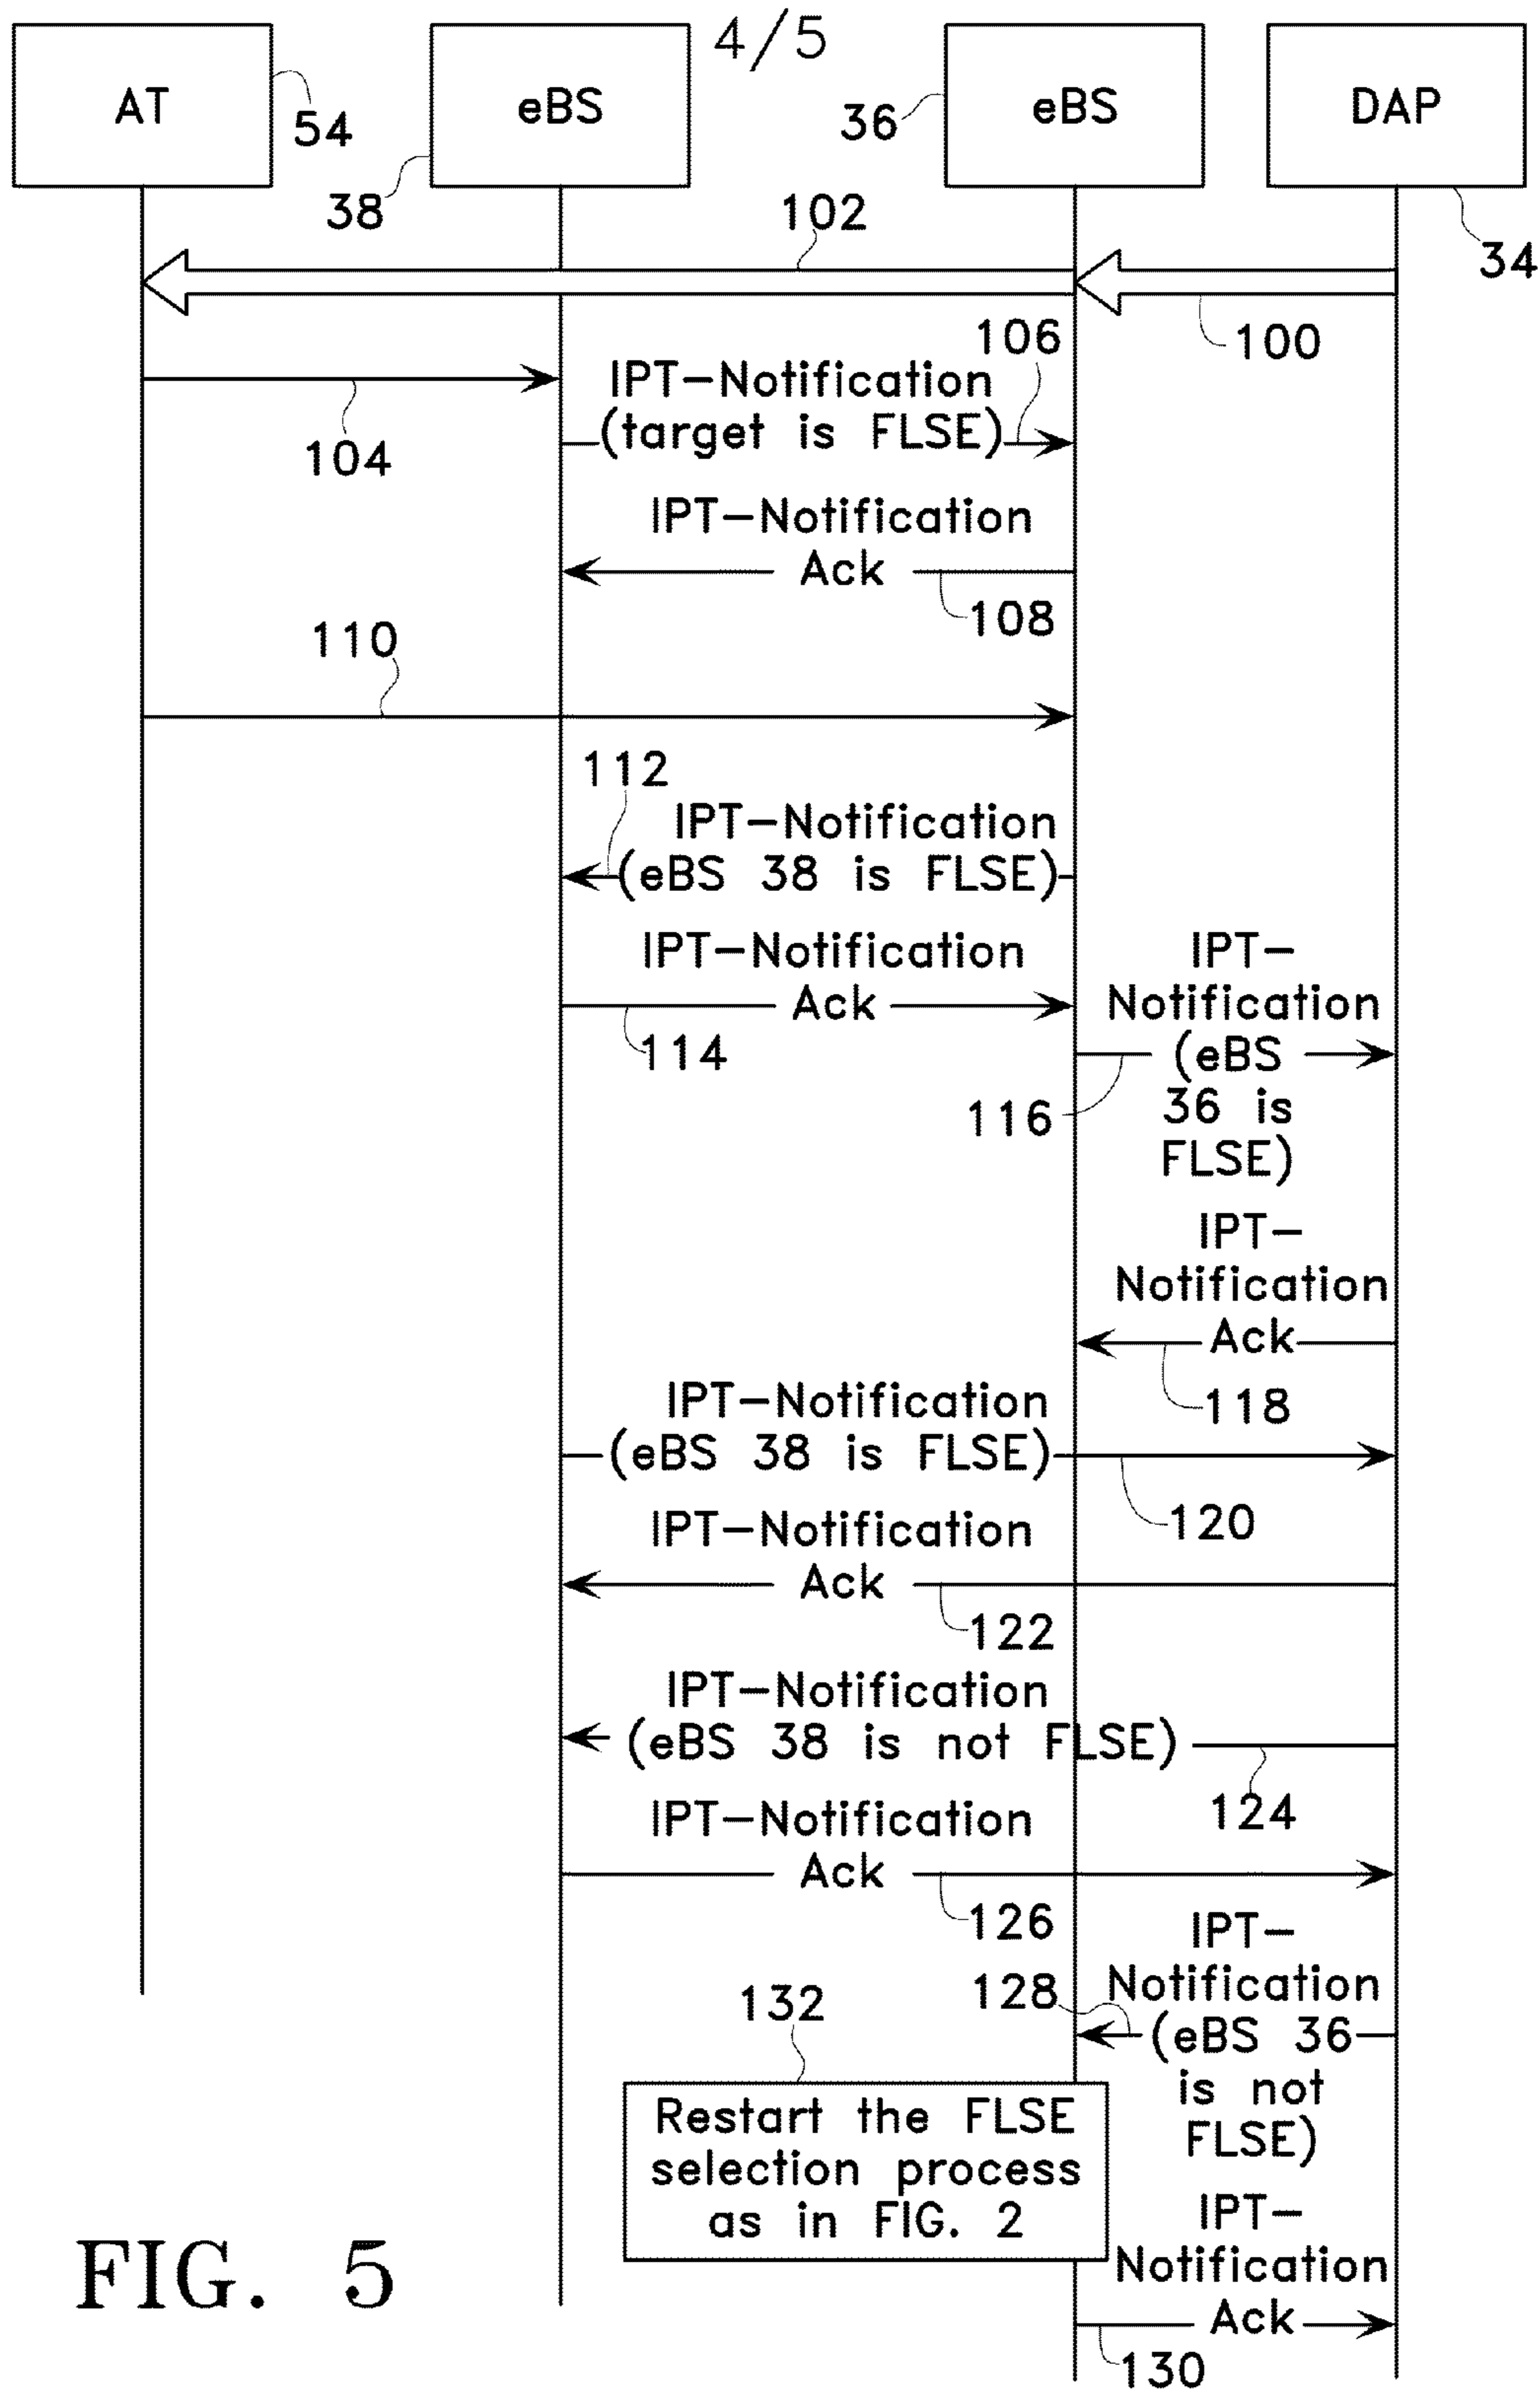 4/5
AT
eBS
eBS
DAP
54
38
36
34
102
100
106
IPT-Notification
(target is FLSE)
104
IPT-Notification
Ack
108
110
112
IPT-Notification
(eBS 38 is FLSE)
IPT-Notification
Ack
114
IPT-
Notification
(eBS
36 is
FLSE)
116
IPT-
Notification
Ack
118
IPT-Notification
(eBS 38 is FLSE)
120
IPT-Notification
Ack
122
IPT-Notification
(eBS 38 is not FLSE)
124
IPT-Notification
Ack
126
IPT-
Notification
(eBS 36
is not
FLSE)
128
132
Restart the FLSE
selection process
as in FIG. 2
IPT-
Notification
Ack
130
FIG. 5